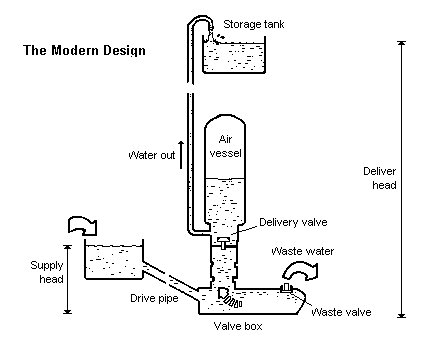 Storage tank
The Modern Design
Air
vessel
Water out
Deliver
head
Delivery valve
Waste water
Supply
head
Drive pipe
Waste valve
Valve box